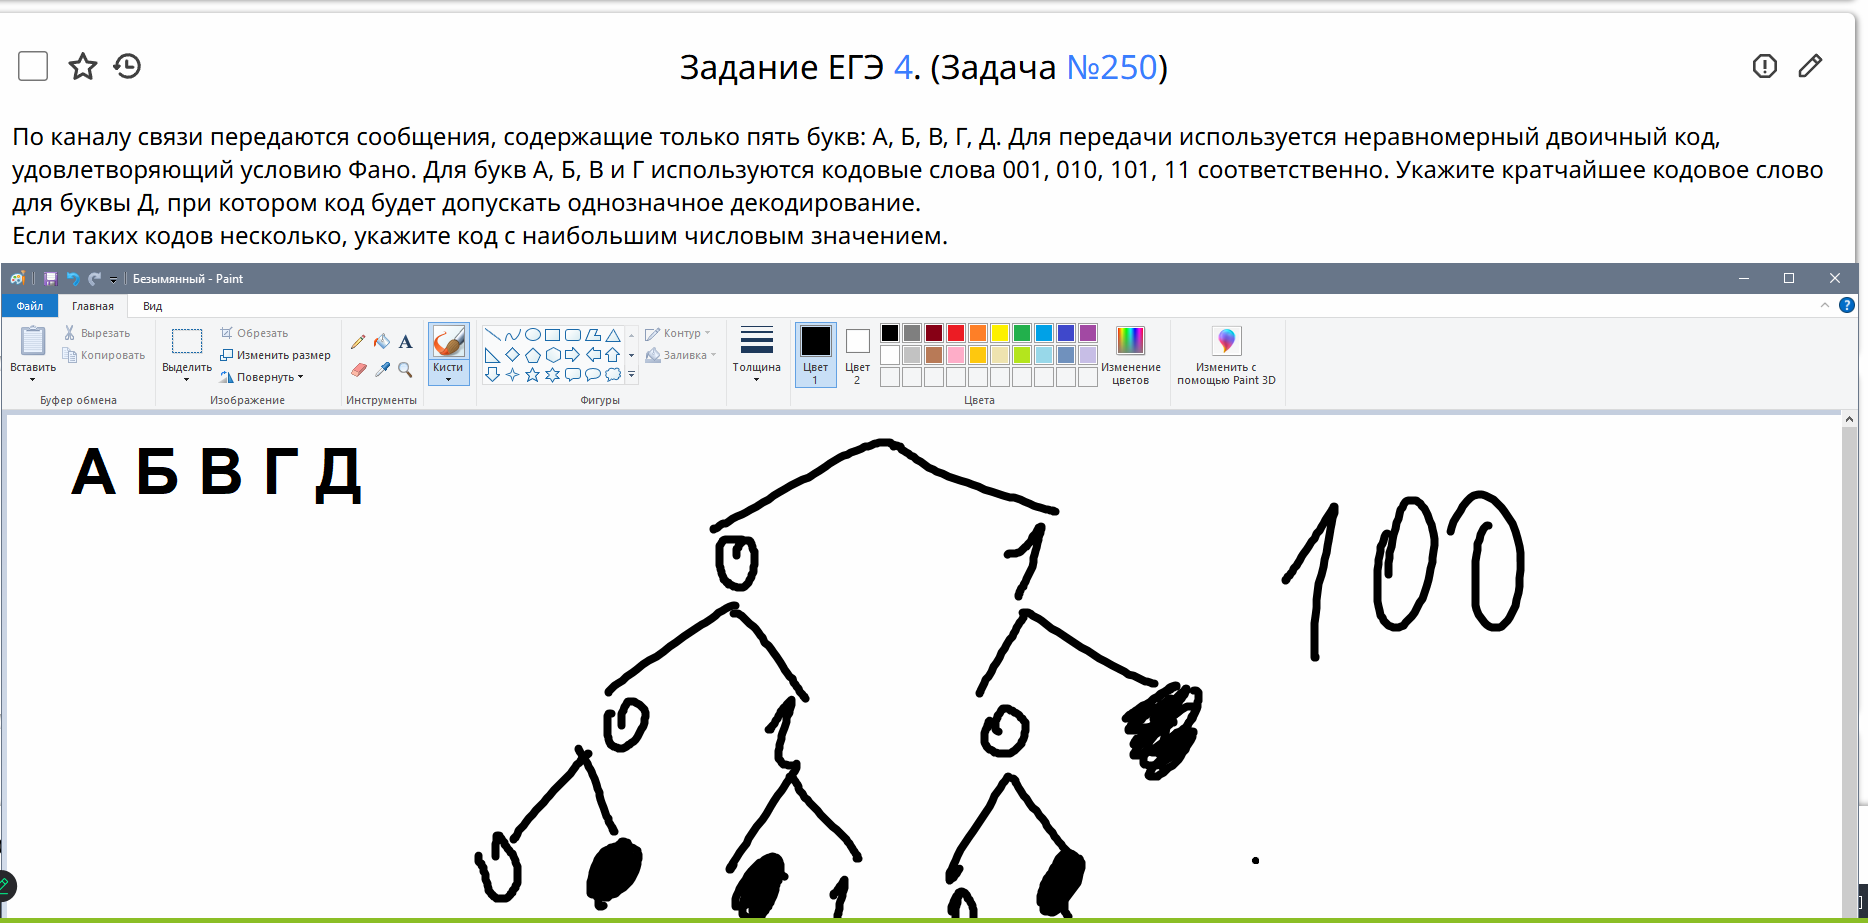 Задание ЕГЭ 4. (Задача №250)
По каналу связи передаются сообщения, содержащие только пять букв: А, Б, В, Г, Д. Для передачи используется неравномерный двоичный код,
удовлетворяющий условию Фано. Для букв А, Б, В и Г используются кодовые слова 001, 010, 101, 11 соответственно. Укажите кратчайшее кодовое слово
для буквы Д, при котором код будет допускать однозначное декодирование.
Если таких кодов несколько, укажите код с наибольшим числовым значением.
Безымянный - Paint
Файл Главная Вид
Вставить Вырезать Копировать
Буфер обмена
Выделить Обрезать Изменить размер Повернуть
Изображение
Инструменты
Кисти
Контур Заливка
Фигуры
Толщина
Цвет 1 Цвет 2
Изменение цветов
Цвета
Изменить с помощью Paint 3D
А Б В Г Д
100
0 1
0 1 0
0 1 0